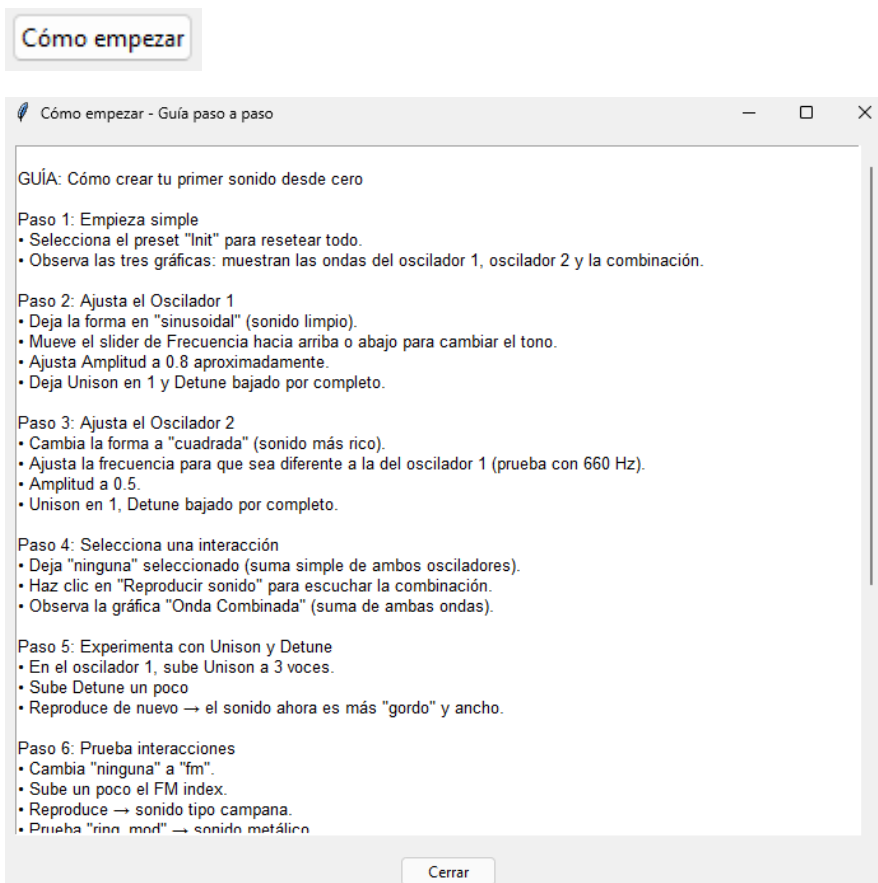 Cómo empezar
Cómo empezar - Guía paso a paso
GUÍA: Cómo crear tu primer sonido desde cero
Paso 1: Empieza simple
• Selecciona el preset "Init" para resetear todo.
• Observa las tres gráficas: muestran las ondas del oscilador 1, oscilador 2 y la combinación.
Paso 2: Ajusta el Oscilador 1
• Deja la forma en "sinusoidal" (sonido limpio).
• Mueve el slider de Frecuencia hacia arriba o abajo para cambiar el tono.
• Ajusta Amplitud a 0.8 aproximadamente.
• Deja Unison en 1 y Detune bajado por completo.
Paso 3: Ajusta el Oscilador 2
• Cambia la forma a "cuadrada" (sonido más rico).
• Ajusta la frecuencia para que sea diferente a la del oscilador 1 (prueba con 660 Hz).
• Amplitud a 0.5.
• Unison en 1, Detune bajado por completo.
Paso 4: Selecciona una interacción
• Deja "ninguna" seleccionado (suma simple de ambos osciladores).
• Haz clic en "Reproducir sonido" para escuchar la combinación.
• Observa la gráfica "Onda Combinada" (suma de ambas ondas).
Paso 5: Experimenta con Unison y Detune
• En el oscilador 1, sube Unison a 3 voces.
• Sube Detune un poco
• Reproduce de nuevo → el sonido ahora es más "gordo" y ancho.
Paso 6: Prueba interacciones
• Cambia "ninguna" a "fm".
• Sube un poco el FM index.
• Reproduce → sonido tipo campana.
• Prueba "ring_mod" → sonido metálico
Cerrar